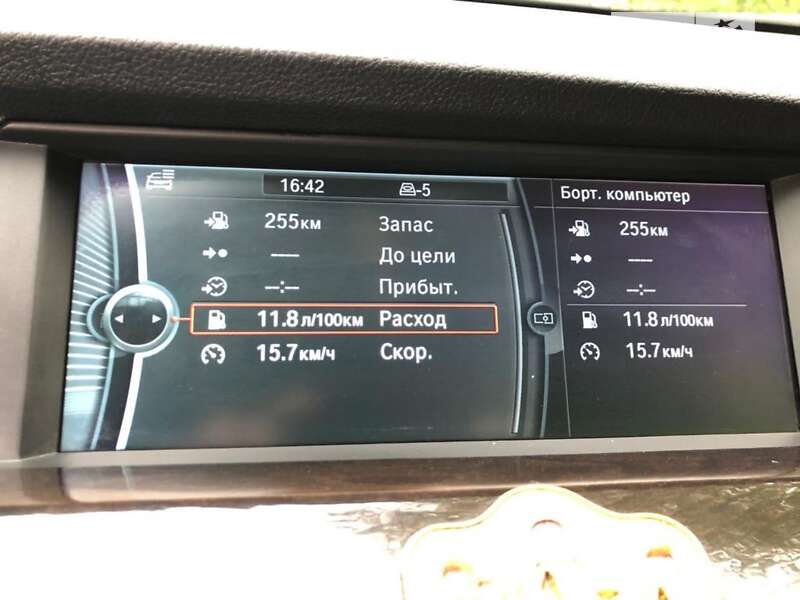 16:42 -5
255км Запас
---- До цели
--:-- Прибыт.
11.8 л/100км Расход
15.7 км/ч Скор.
Борт. компьютер
255км
----
--:--
11.8 л/100км
15.7 км/ч